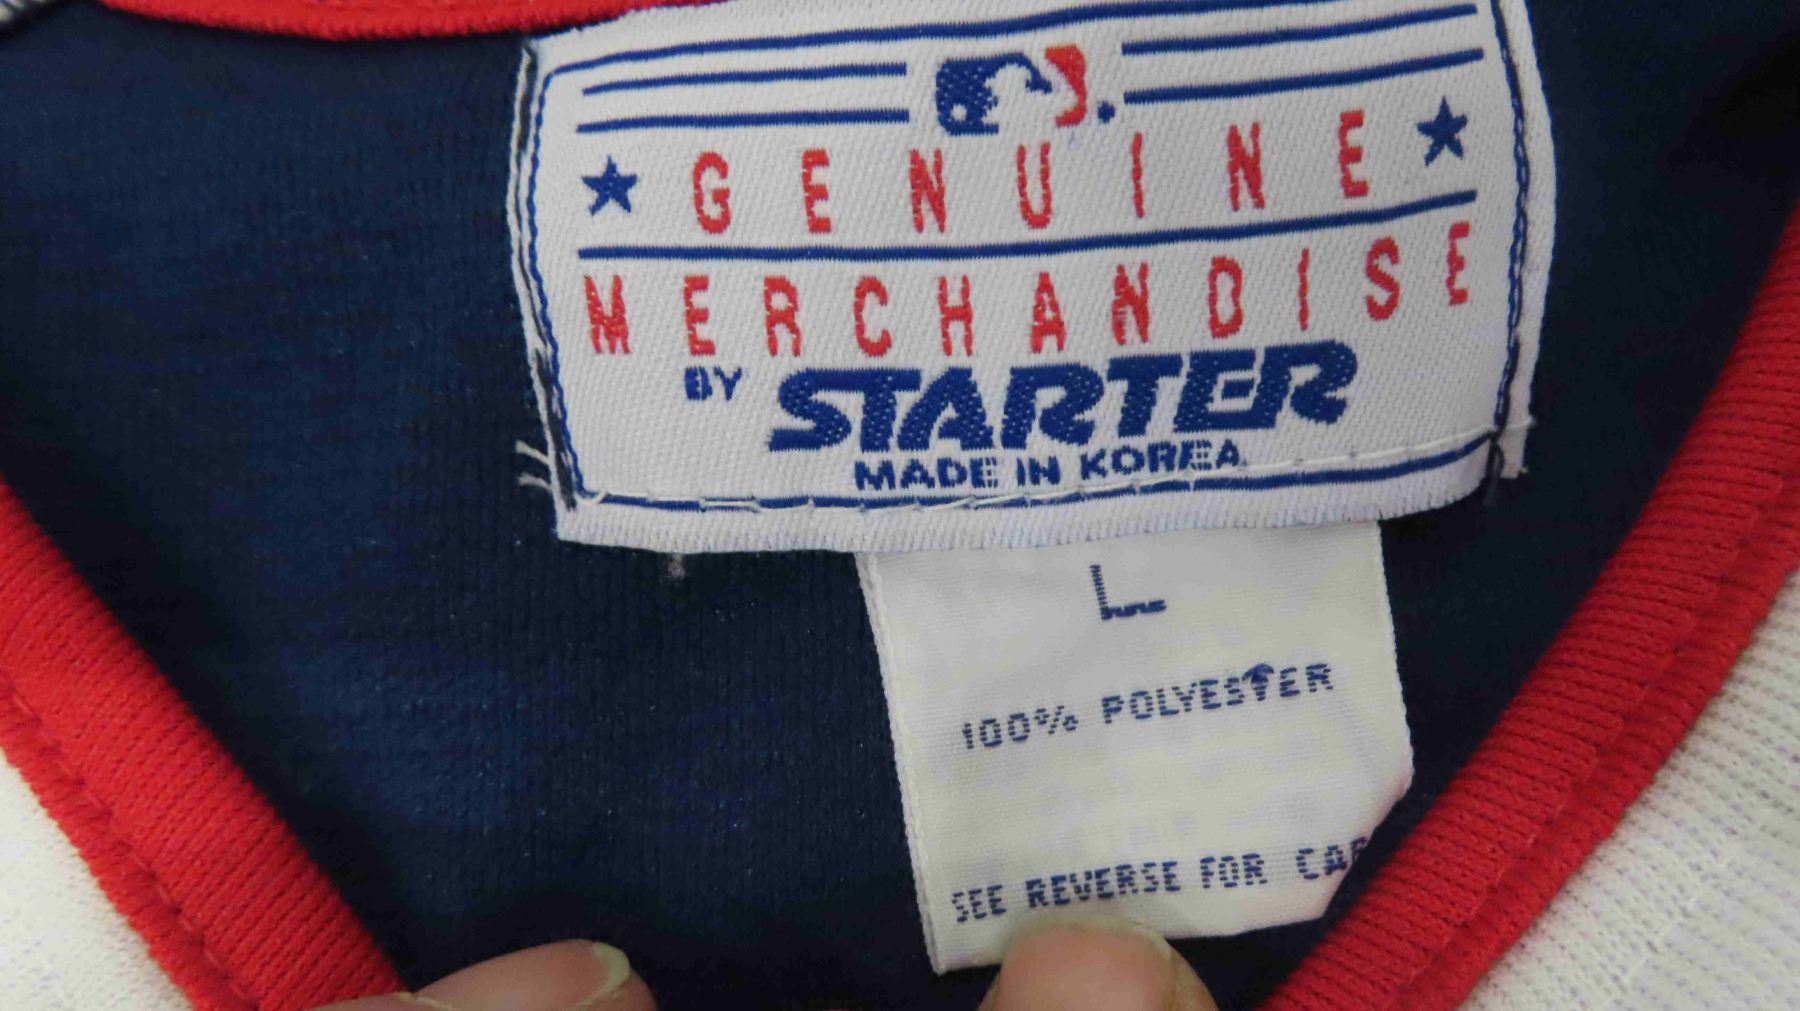 GENUINE
MERCHANDISE
BY STARTER
MADE IN KOREA
L
100% POLYESTER
SEE REVERSE FOR